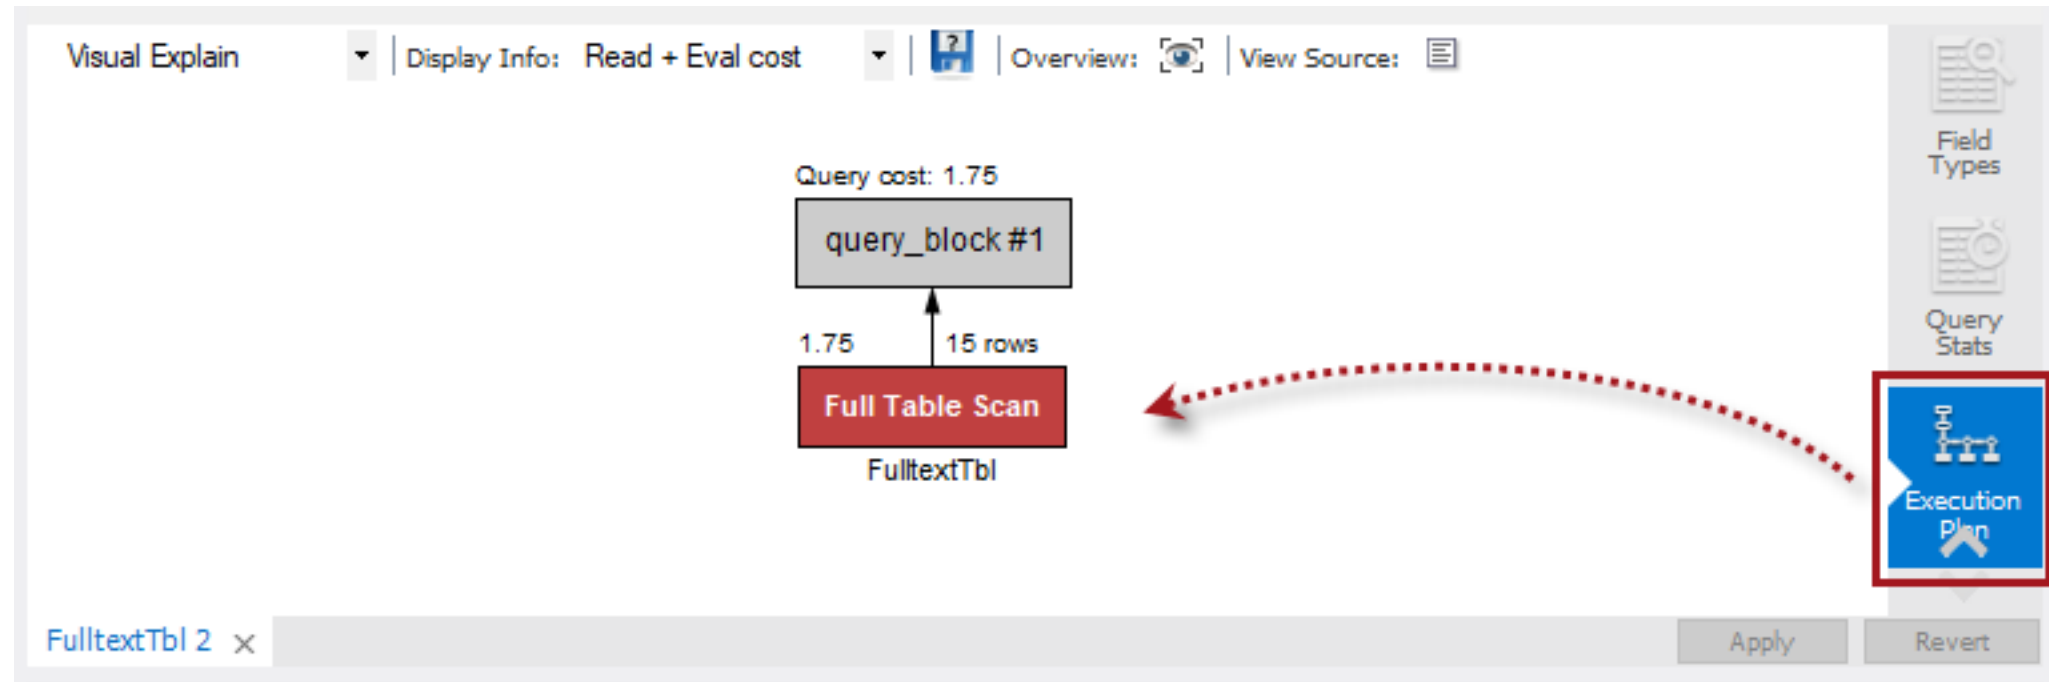 Visual Explain Display Info: Read + Eval cost Overview: View Source:
Field
Types
Query cost: 1.75
query_block #1
1.75 15 rows
Query
Stats
Full Table Scan
FulltextTbl
Execution
Plan
FulltextTbl 2 Apply Revert